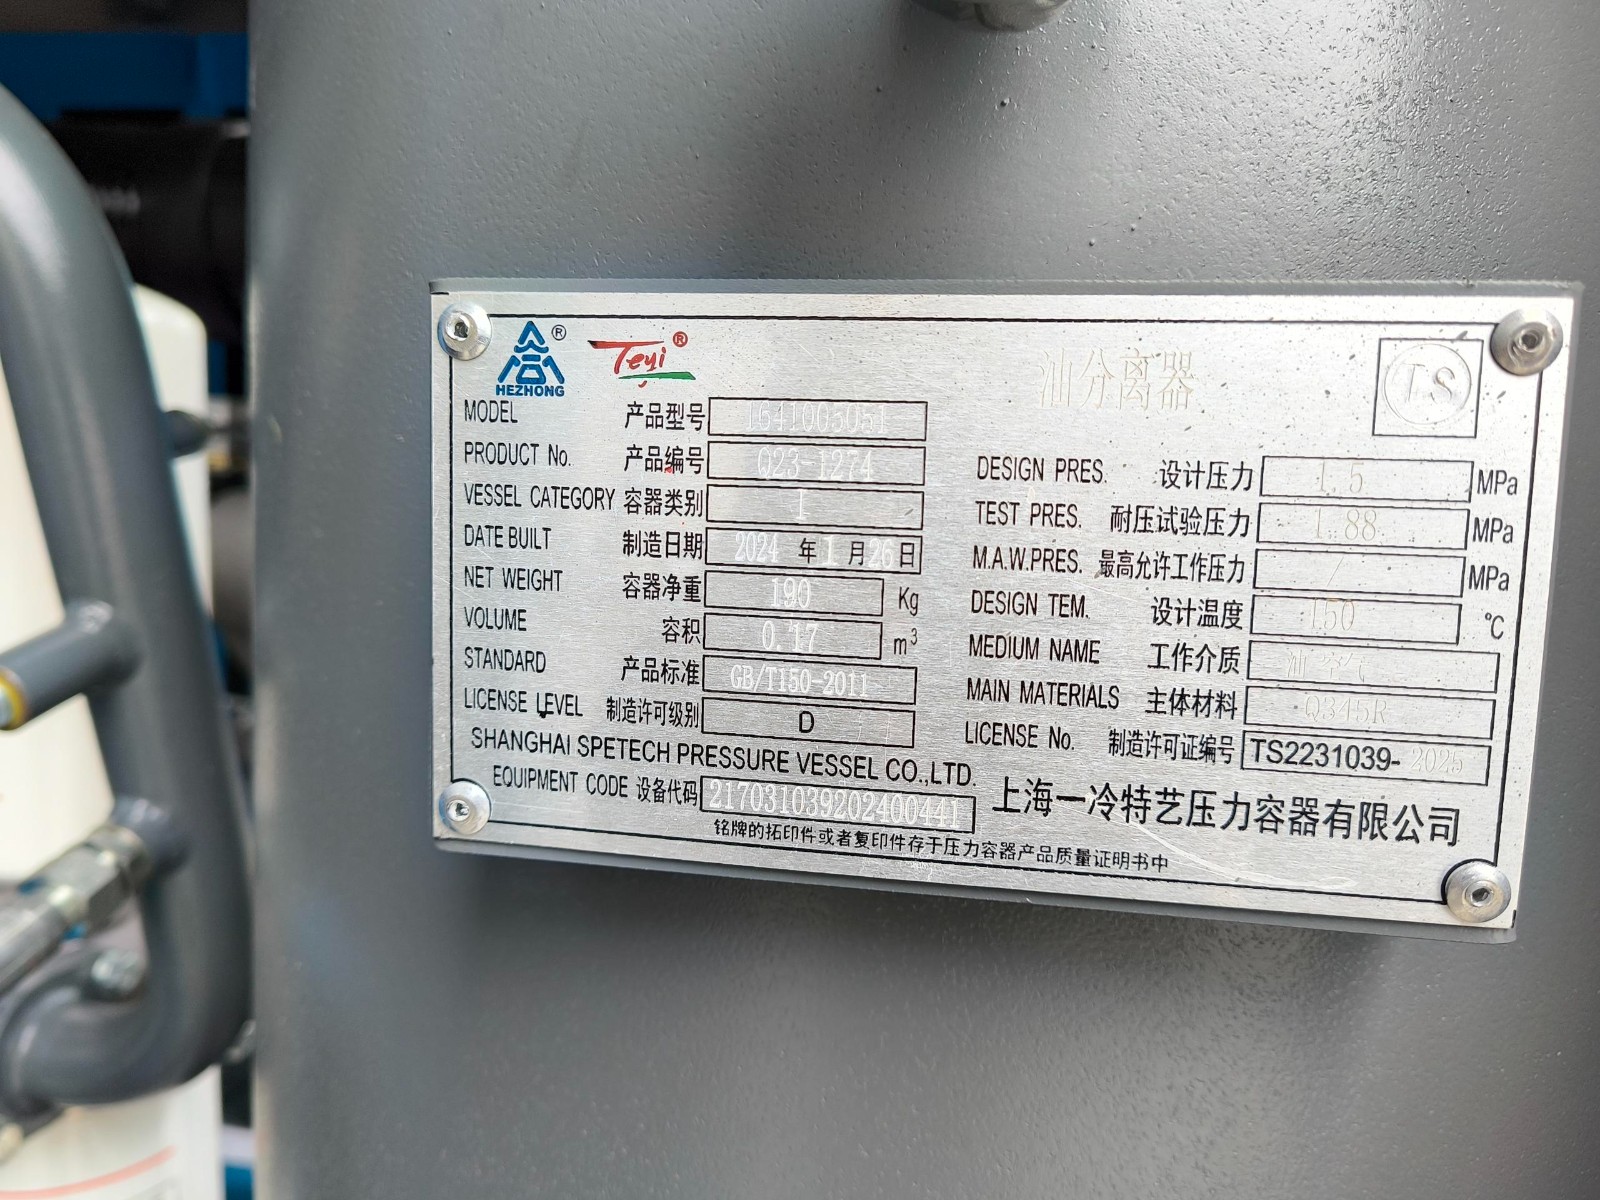 HEZHONG ®
Teyi ®
油分离器
TS
MODEL 产品型号 1641003051
PRODUCT No. 产品编号 Q23-1274
VESSEL CATEGORY 容器类别 I
DATE BUILT 制造日期 2024 年 1 月 26 日
NET WEIGHT 容器净重 190 Kg
VOLUME 容积 0.17 m³
STANDARD 产品标准 GB/T150-2011
LICENSE LEVEL 制造许可级别 D
DESIGN PRES. 设计压力 1.5 MPa
TEST PRES. 耐压试验压力 1.88 MPa
M.A.W.PRES. 最高允许工作压力 / MPa
DESIGN TEM. 设计温度 150 ℃
MEDIUM NAME 工作介质 油 空气
MAIN MATERIALS 主体材料 Q345R
LICENSE No. 制造许可证编号 TS2231039-2025
SHANGHAI SPETECH PRESSURE VESSEL CO.,LTD.
上海一冷特艺压力容器有限公司
EQUIPMENT CODE 设备代码 217031039202400441
铭牌的拓印件或者复印件存于压力容器产品质量证明书中